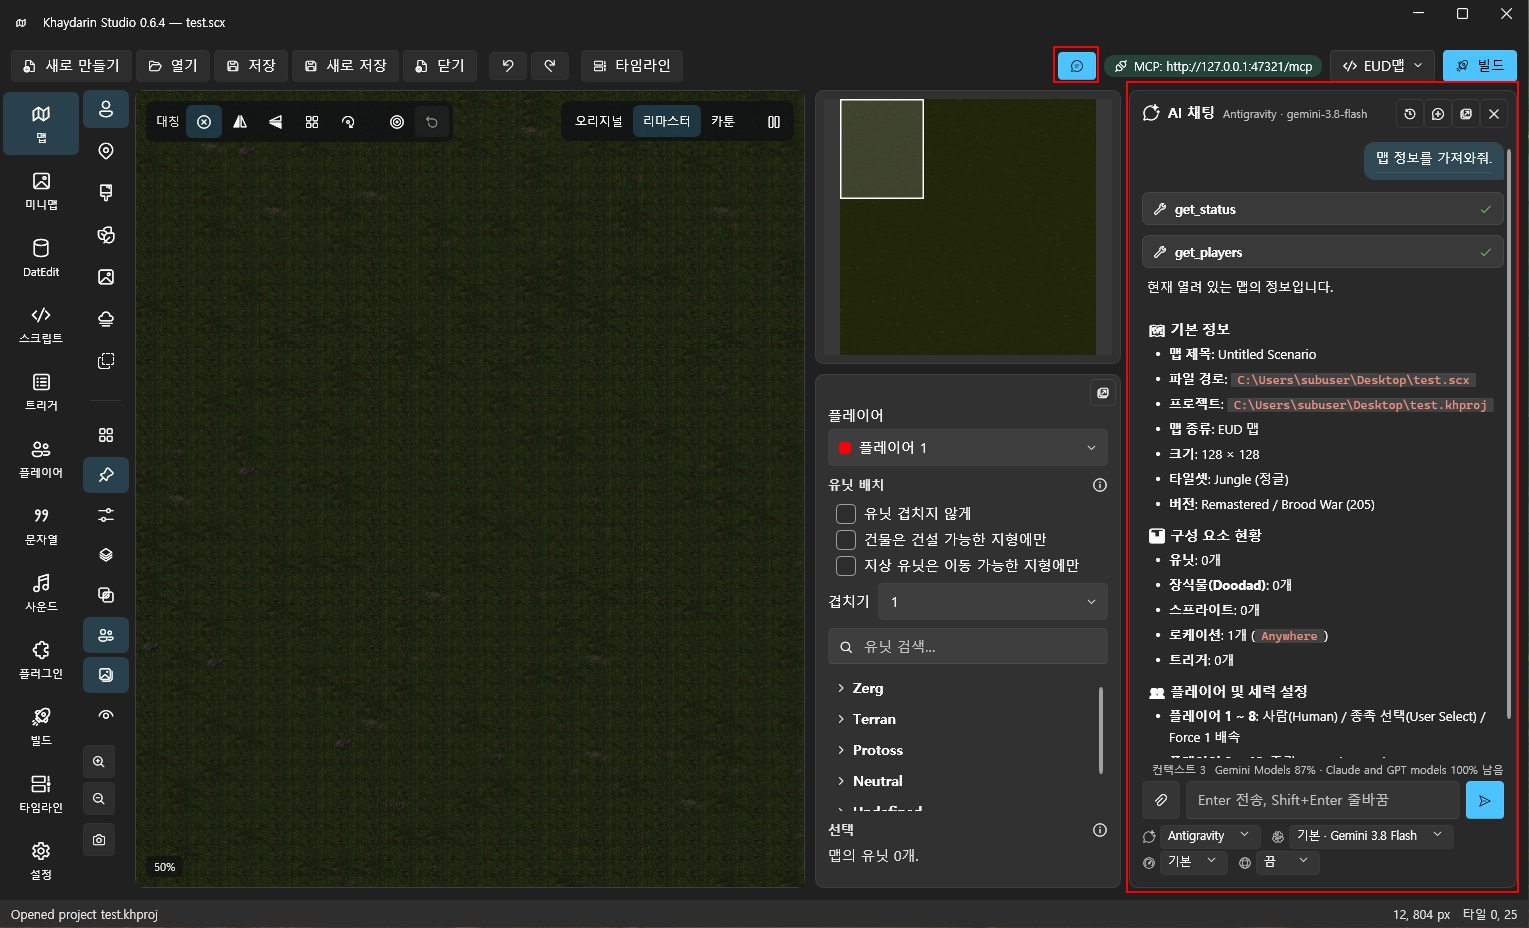 Khaydarin Studio 0.6.4 — test.scx
새로 만들기
열기
저장
새로 저장
닫기
타임라인
MCP: http://127.0.0.1:47321/mcp
EUD맵
빌드
맵
미니맵
DatEdit
스크립트
트리거
플레이어
문자열
사운드
플러그인
빌드
타임라인
설정
대칭
오리지널
리마스터
카툰
50%
플레이어
플레이어 1
유닛 배치
유닛 겹치지 않게
건물은 건설 가능한 지형에만
지상 유닛은 이동 가능한 지형에만
겹치기
1
유닛 검색...
Zerg
Terran
Protoss
Neutral
Undefined
선택
맵의 유닛 0개.
AI 채팅 Antigravity · gemini-3.8-flash
맵 정보를 가져와줘.
get_status
get_players
현재 열려 있는 맵의 정보입니다.
기본 정보
• 맵 제목: Untitled Scenario
• 파일 경로: C:\Users\subuser\Desktop\test.scx
• 프로젝트: C:\Users\subuser\Desktop\test.khproj
• 맵 종류: EUD 맵
• 크기: 128 × 128
• 타일셋: Jungle (정글)
• 버전: Remastered / Brood War (205)
구성 요소 현황
• 유닛: 0개
• 장식물(Doodad): 0개
• 스프라이트: 0개
• 로케이션: 1개 ( Anywhere )
• 트리거: 0개
플레이어 및 세력 설정
• 플레이어 1 ~ 8: 사람(Human) / 종족 선택(User Select) /
Force 1 배속
컨텍스트 3 Gemini Models 87% · Claude and GPT models 100% 남음
Enter 전송, Shift+Enter 줄바꿈
Antigravity
기본 · Gemini 3.8 Flash
기본
끔
Opened project test.khproj
12, 804 px 타일 0, 25